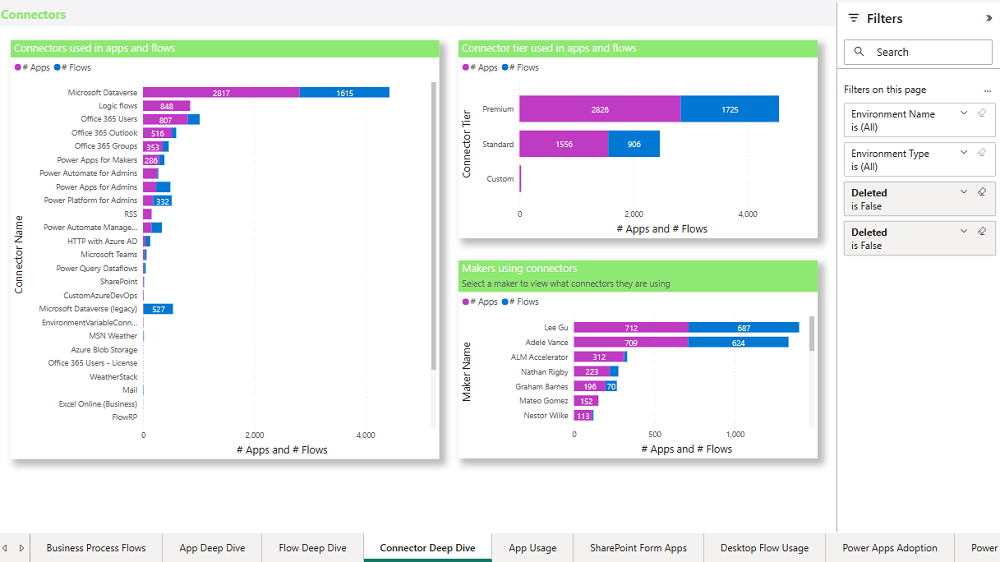 Connectors
Connectors used in apps and flows
# Apps # Flows
Connector Name
Microsoft Dataverse 2817 1615
Logic flows 848
Office 365 Users 807
Office 365 Outlook 516
Office 365 Groups 353
Power Apps for Makers 286
Power Automate for Admins
Power Apps for Admins
Power Platform for Admins 332
RSS
Power Automate Manage...
HTTP with Azure AD
Microsoft Teams
Power Query Dataflows
SharePoint
CustomAzureDevOps
Microsoft Dataverse (legacy) 527
EnvironmentVariableConn...
MSN Weather
Azure Blob Storage
Office 365 Users - License
WeatherStack
Mail
Excel Online (Business)
FlowRP
0 2,000 4,000
# Apps and # Flows
Connector tier used in apps and flows
# Apps # Flows
Connector Tier
Premium 2826 1725
Standard 1556 906
Custom
0 2,000 4,000
# Apps and # Flows
Makers using connectors
Select a maker to view what connectors they are using
# Apps # Flows
Maker Name
Lee Gu 712 687
Adele Vance 709 624
ALM Accelerator 312
Nathan Rigby 223
Graham Barnes 196 70
Mateo Gomez 152
Nestor Wilke 113
0 500 1,000
# Apps and # Flows
Filters
Search
Filters on this page ...
Environment Name
is (All)
Environment Type
is (All)
Deleted
is False
Deleted
is False
Business Process Flows App Deep Dive Flow Deep Dive Connector Deep Dive App Usage SharePoint Form Apps Desktop Flow Usage Power Apps Adoption Power